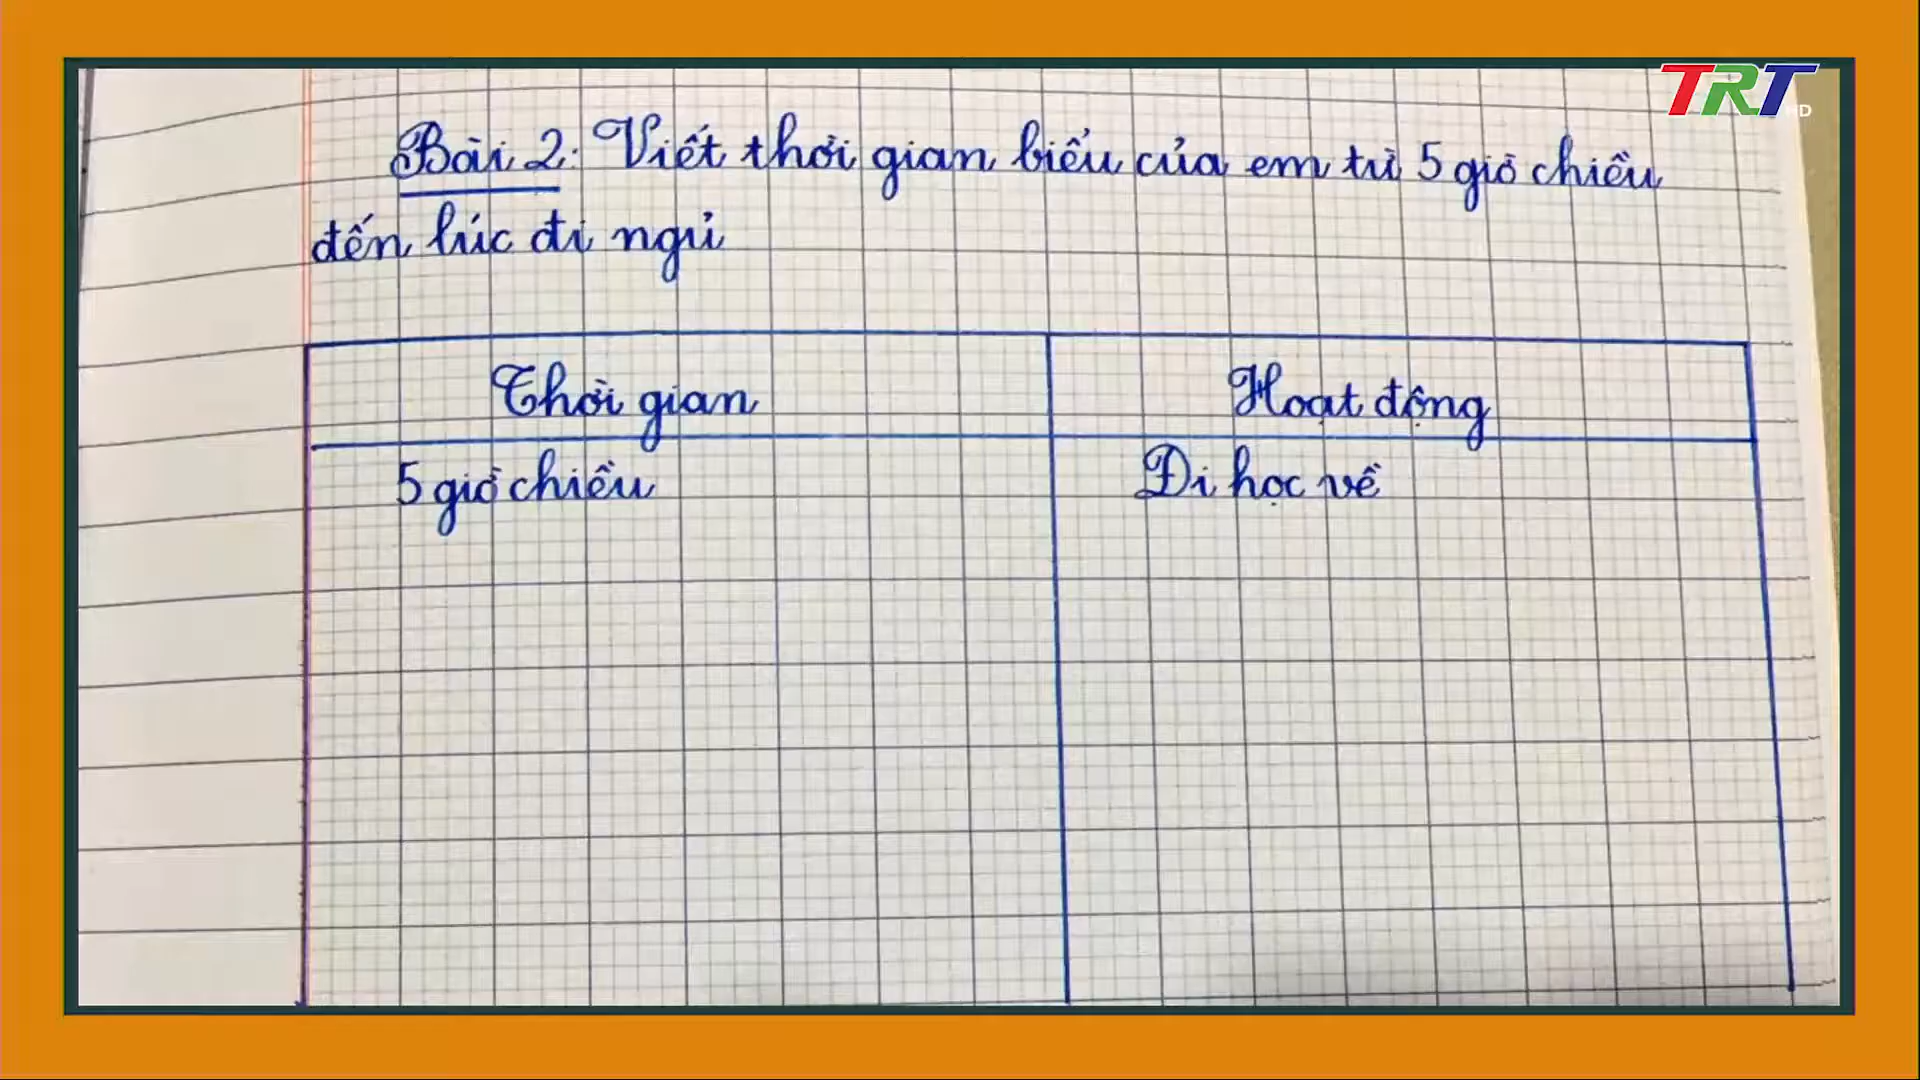 TRT HD
Bài 2: Viết thời gian biểu của em từ 5 giờ chiều
đến lúc đi ngủ
Thời gian Hoạt động
5 giờ chiều Đi học về